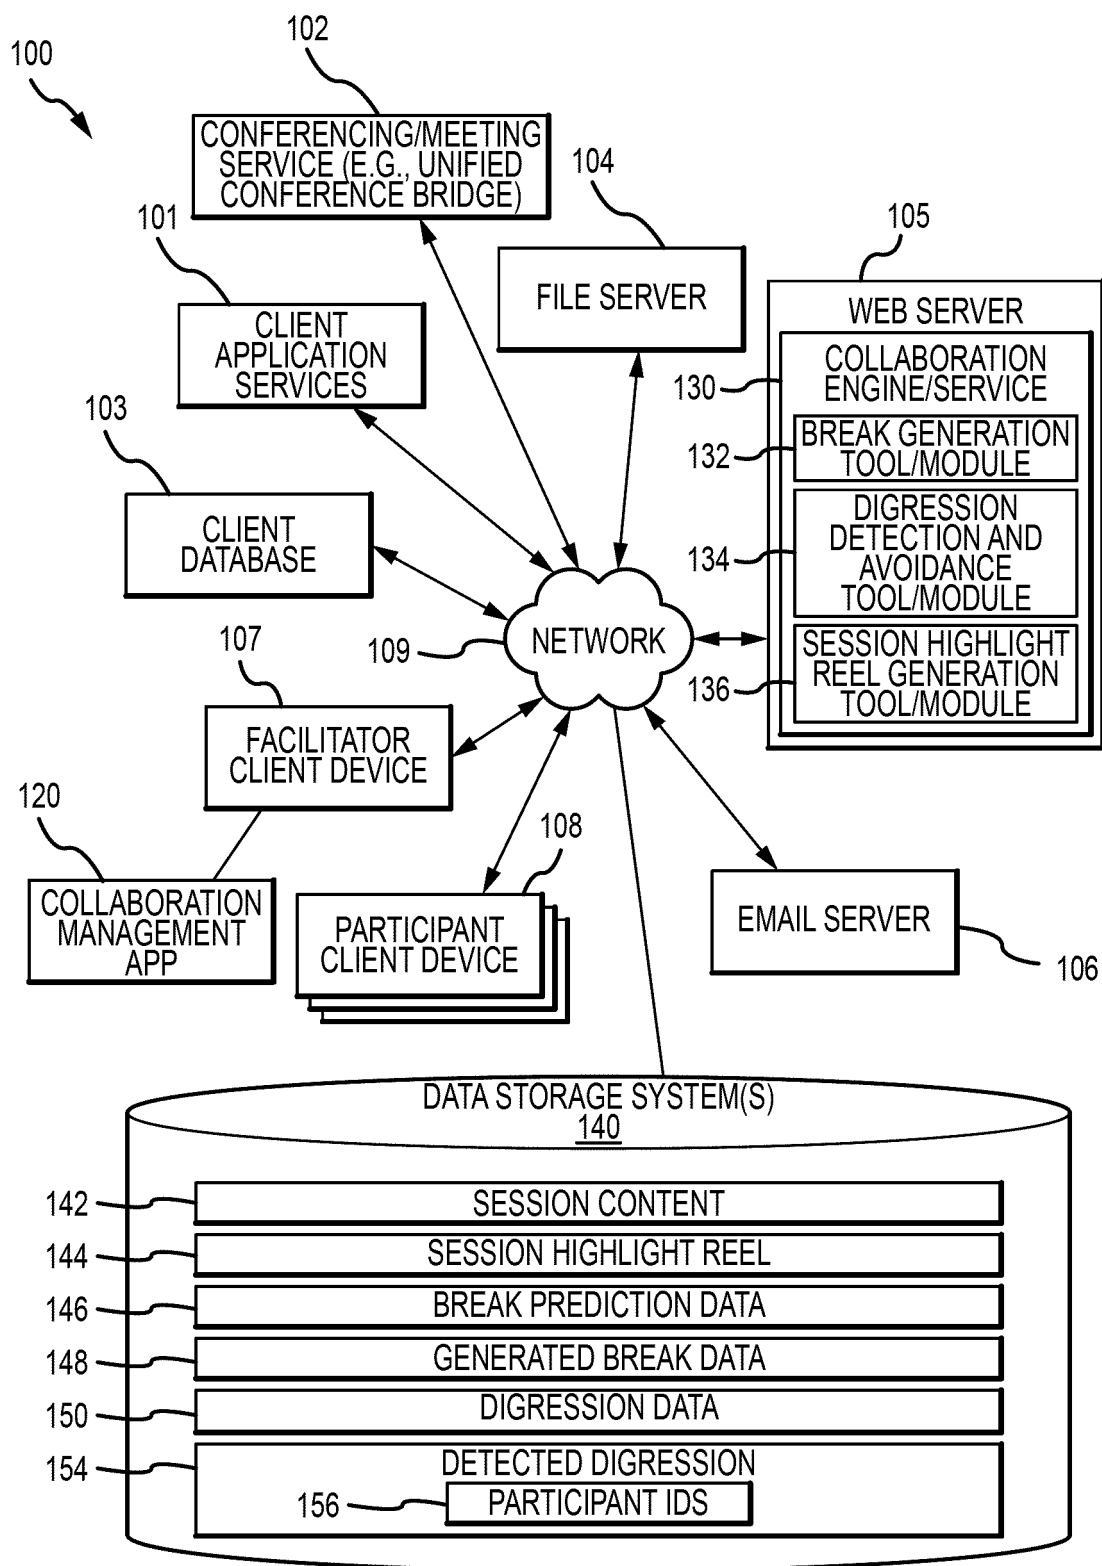 100
102
CONFERENCING/MEETING
SERVICE (E.G., UNIFIED
CONFERENCE BRIDGE)
104
FILE SERVER
101
CLIENT
APPLICATION
SERVICES
105
WEB SERVER
130
COLLABORATION
ENGINE/SERVICE
132
BREAK GENERATION
TOOL/MODULE
134
DIGRESSION
DETECTION AND
AVOIDANCE
TOOL/MODULE
136
SESSION HIGHLIGHT
REEL GENERATION
TOOL/MODULE
103
CLIENT
DATABASE
109
NETWORK
107
FACILITATOR
CLIENT DEVICE
120
COLLABORATION
MANAGEMENT
APP
108
PARTICIPANT
CLIENT DEVICE
EMAIL SERVER
106
DATA STORAGE SYSTEM(S)
140
142
SESSION CONTENT
144
SESSION HIGHLIGHT REEL
146
BREAK PREDICTION DATA
148
GENERATED BREAK DATA
150
DIGRESSION DATA
154
DETECTED DIGRESSION
156
PARTICIPANT IDS